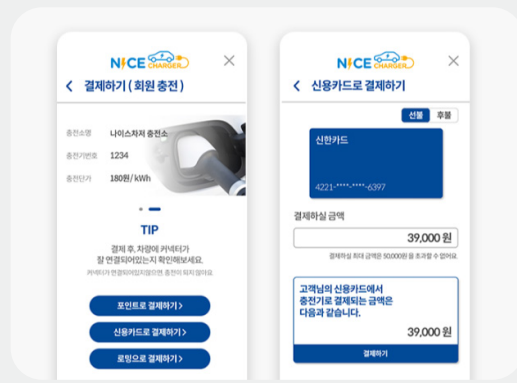 NICE
CHARGER
결제하기 ( 회원 충전 )
충전소명 나이스차저 충전소
충전기번호 1234
충전단가 180원/ kWh
TIP
결제 후, 차량에 커넥터가
잘 연결되어있는지 확인해보세요.
커넥터가 연결되어있지않으면 충전이 되지 않아요.
포인트로 결제하기>
신용카드로 결제하기>
로밍으로 결제하기>
NICE
CHARGER
신용카드로 결제하기
선불 후불
신한카드
4221-****-****-6397
결제하실 금액
39,000 원
결제하실 최대 금액은 50,000원 을 초과할 수 없어요.
고객님의 신용카드에서
충전기로 결제되는 금액은
다음과 같습니다.
39,000 원
결제하기